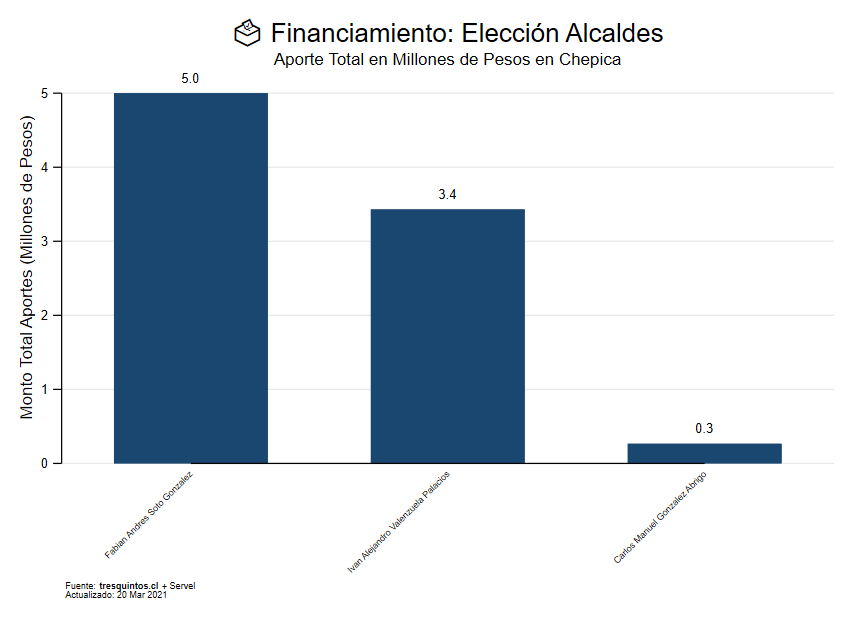 Financiamiento: Elección Alcaldes
Aporte Total en Millones de Pesos en Chepica
Monto Total Aportes (Millones de Pesos)
5
4
3
2
1
0
5.0
3.4
0.3
Fabian Andres Soto Gonzalez
Ivan Alejandro Valenzuela Palacios
Carlos Manuel Gonzalez Abrigo
Fuente: tresquintos.cl + Servel
Actualizado: 20 Mar 2021